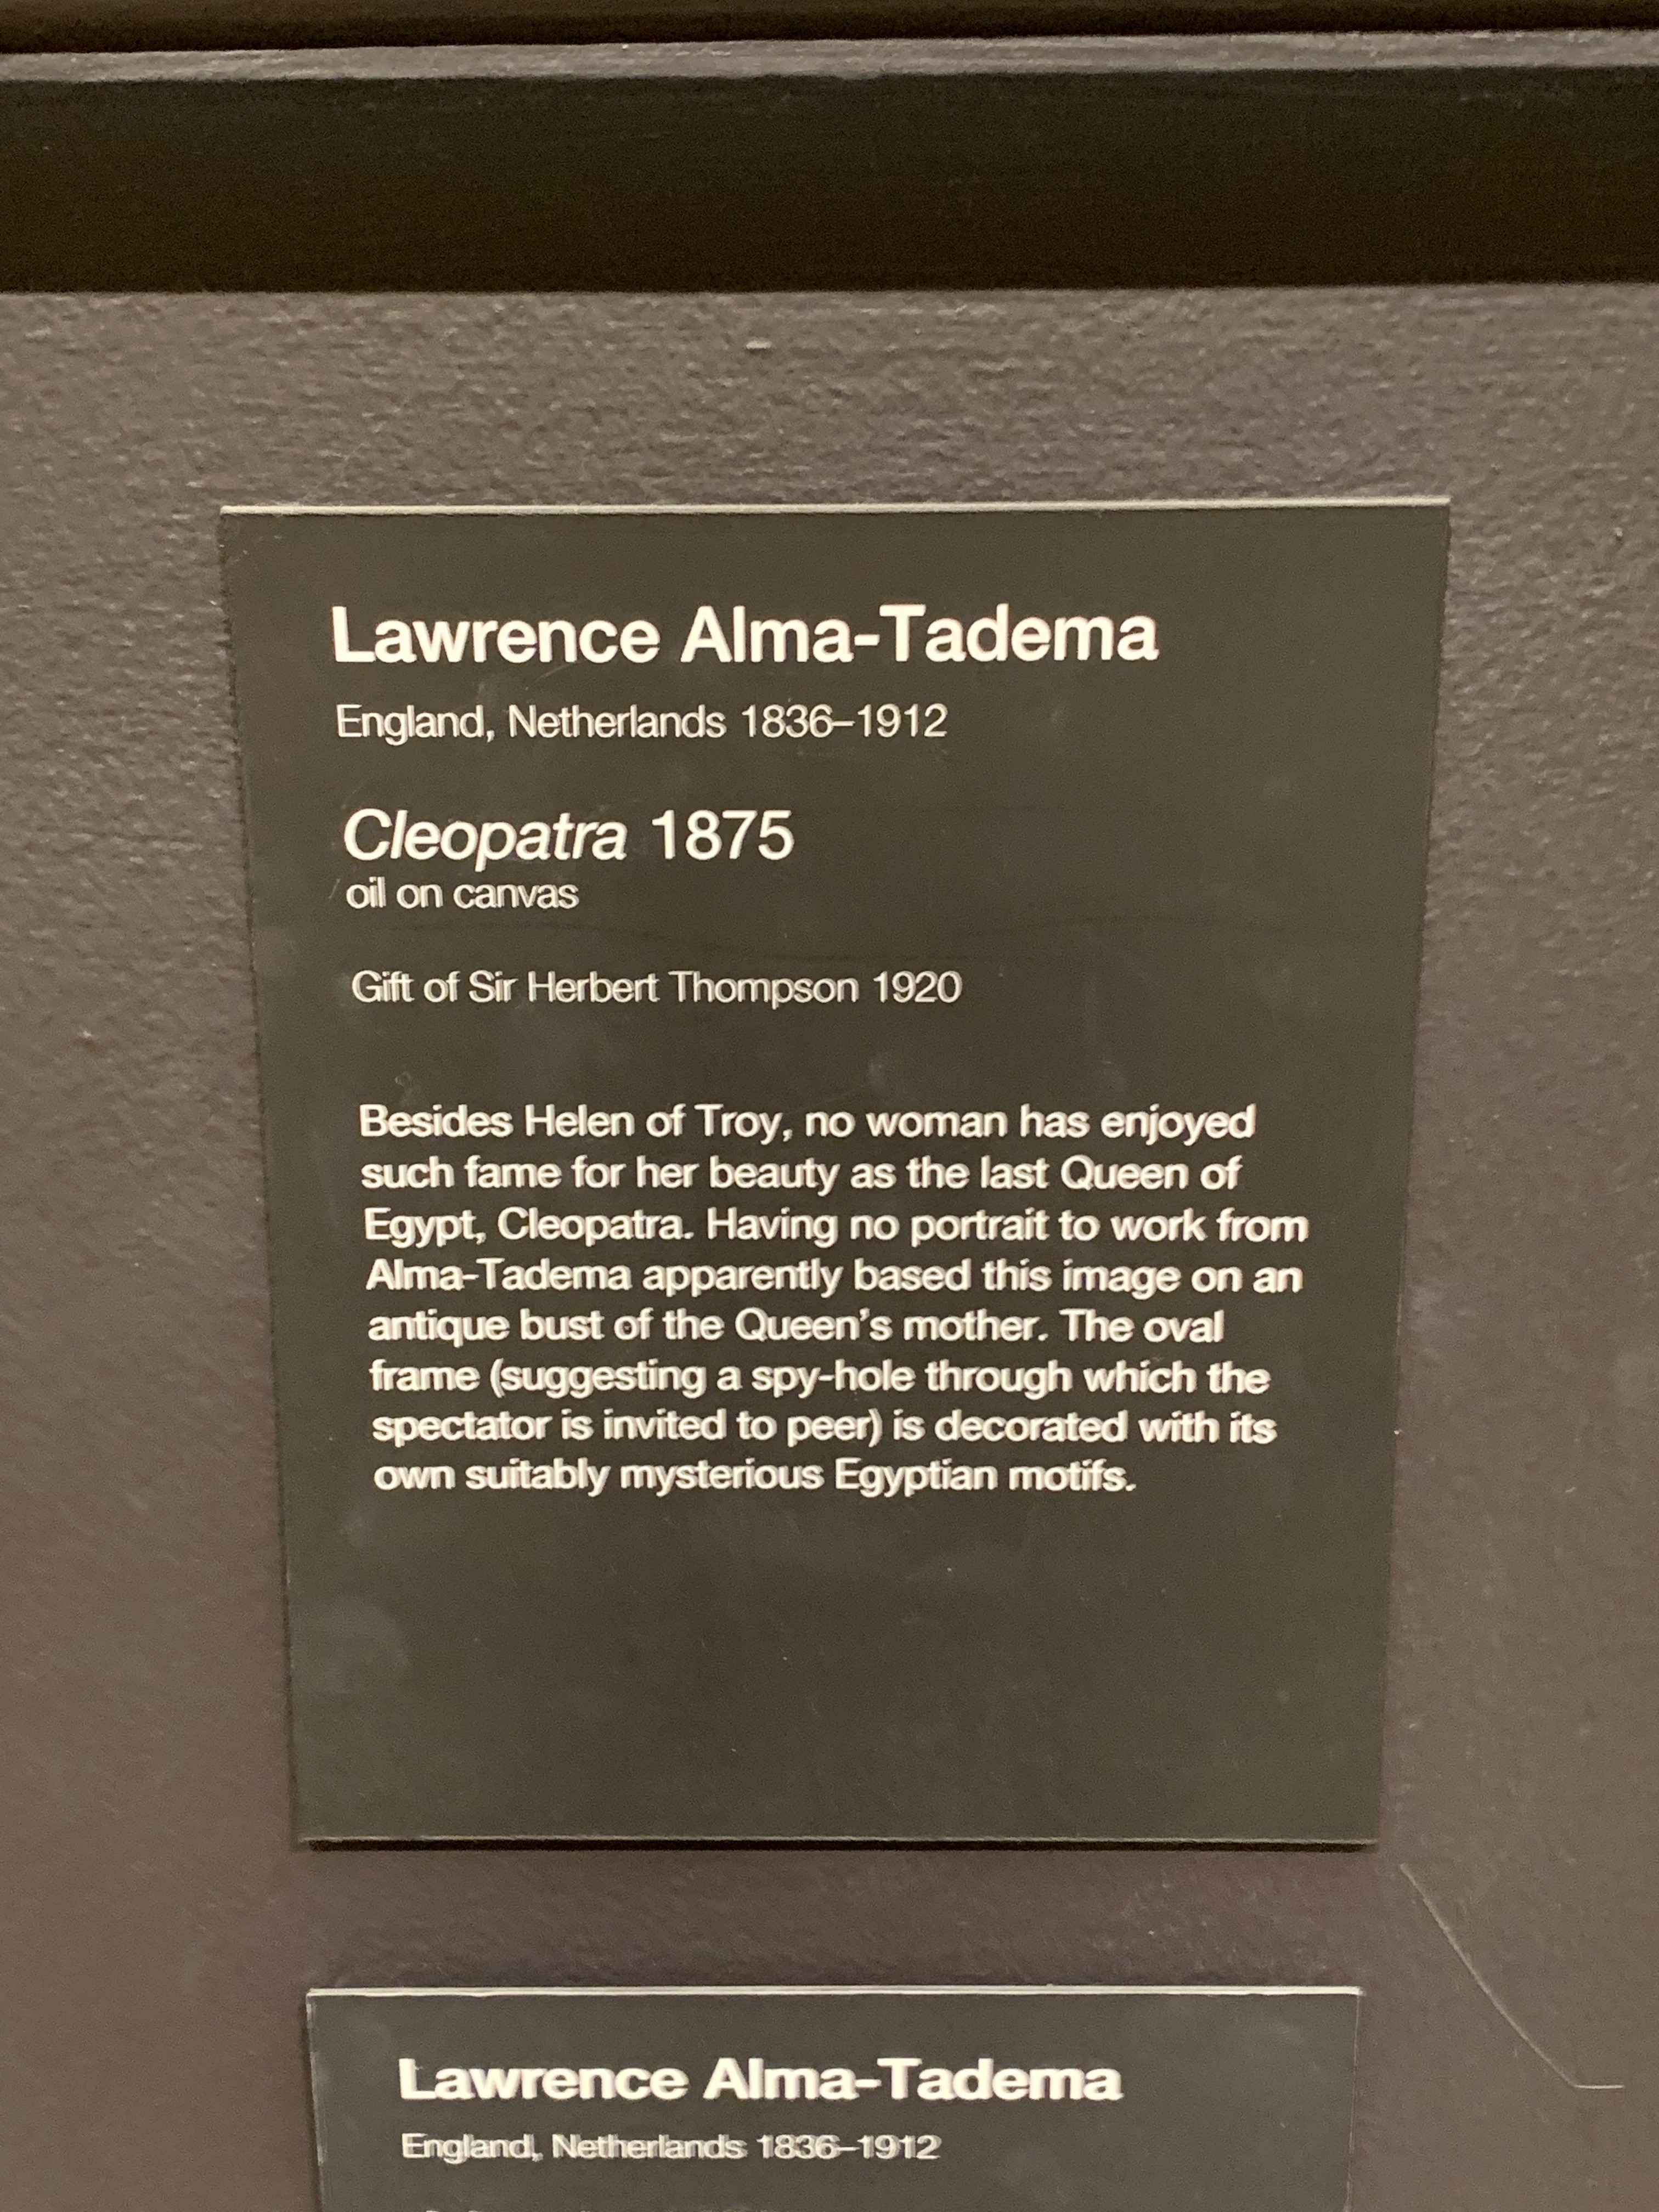 Lawrence Alma-Tadema
England, Netherlands 1836–1912
Cleopatra 1875
oil on canvas
Gift of Sir Herbert Thompson 1920
Besides Helen of Troy, no woman has enjoyed
such fame for her beauty as the last Queen of
Egypt, Cleopatra. Having no portrait to work from
Alma-Tadema apparently based this image on an
antique bust of the Queen's mother. The oval
frame (suggesting a spy-hole through which the
spectator is invited to peer) is decorated with its
own suitably mysterious Egyptian motifs.
Lawrence Alma-Tadema
England, Netherlands 1836–1912